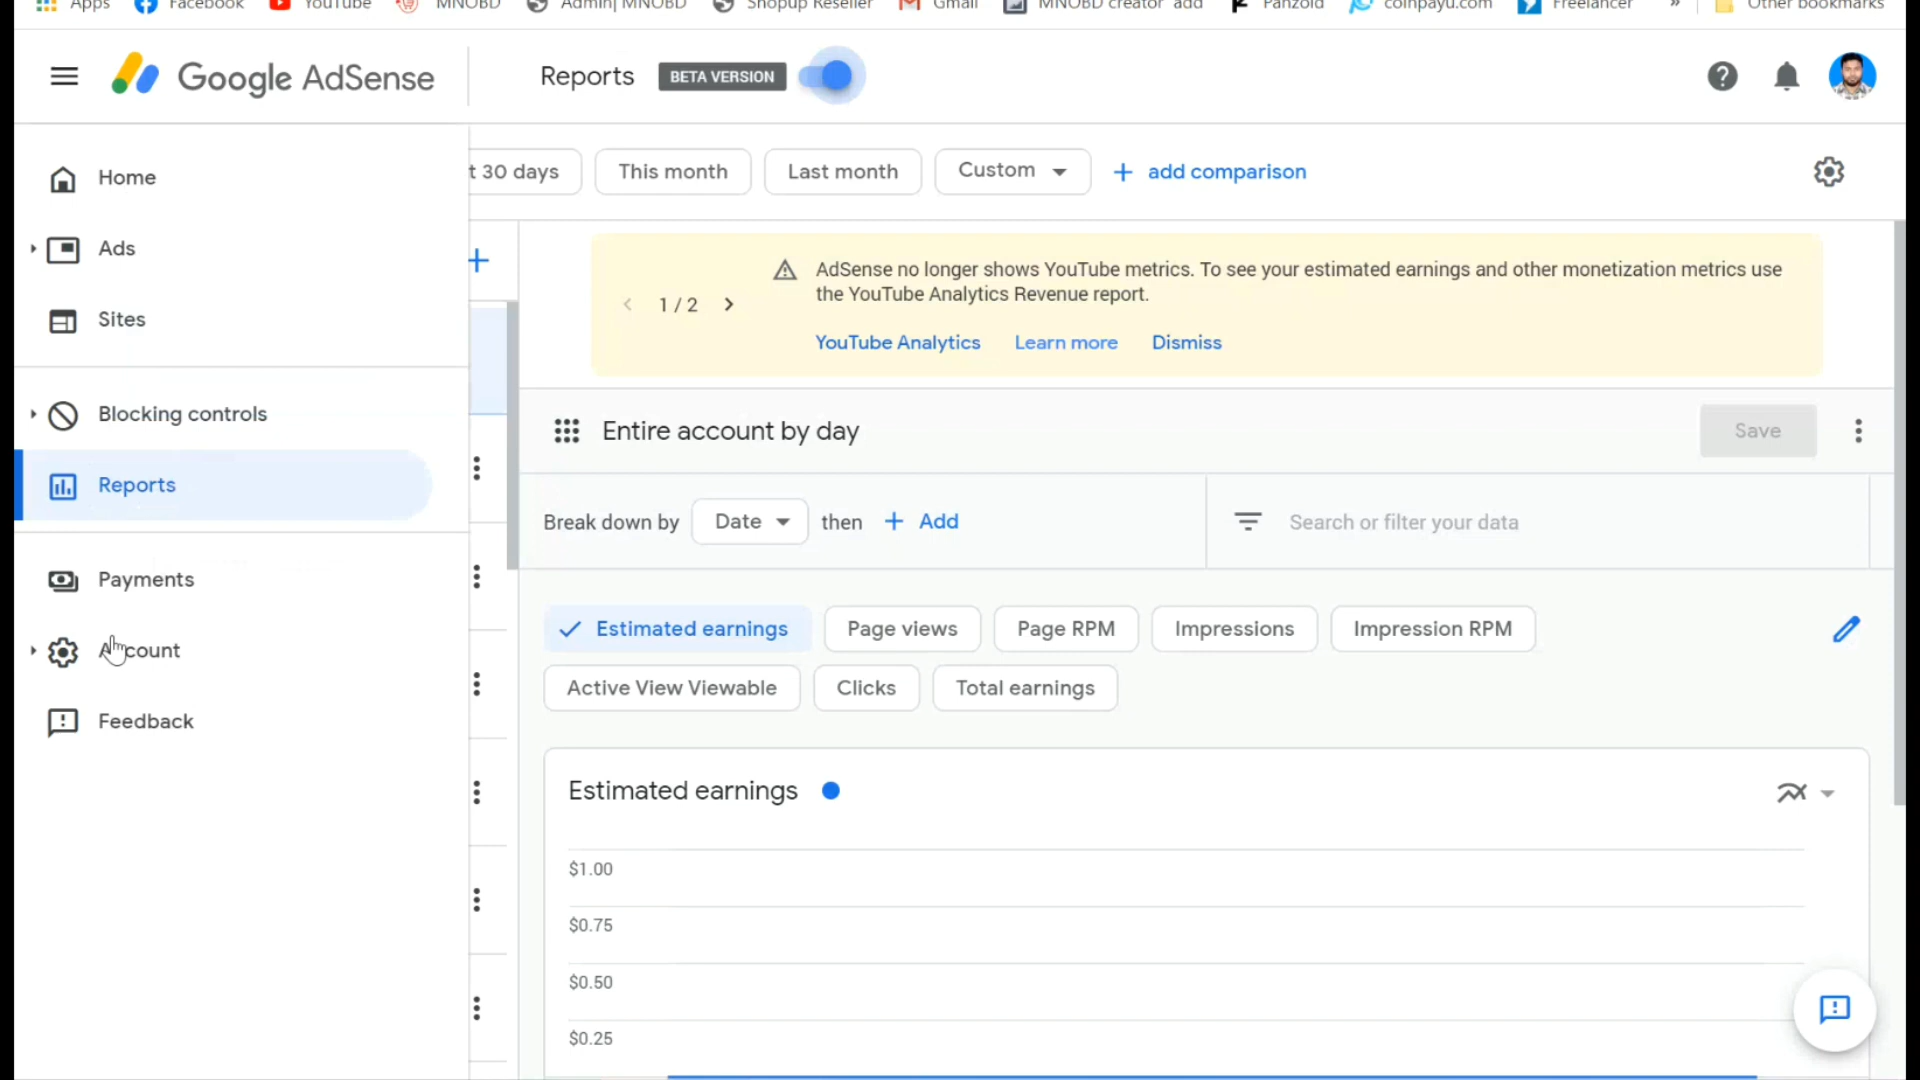 Apps Facebook YouTube MNOBD Admin| MNOBD Shopup Reseller Gmail MNOBD creator add Panzoid coinpayu.com Freelancer » Other bookmarks
Google AdSense Reports BETA VERSION
Home
Ads
Sites
Blocking controls
Reports
Payments
Account
Feedback
t 30 days This month Last month Custom + add comparison
AdSense no longer shows YouTube metrics. To see your estimated earnings and other monetization metrics use
the YouTube Analytics Revenue report.
1 / 2
YouTube Analytics Learn more Dismiss
Entire account by day Save
Break down by Date then + Add Search or filter your data
Estimated earnings Page views Page RPM Impressions Impression RPM
Active View Viewable Clicks Total earnings
Estimated earnings
$1.00
$0.75
$0.50
$0.25